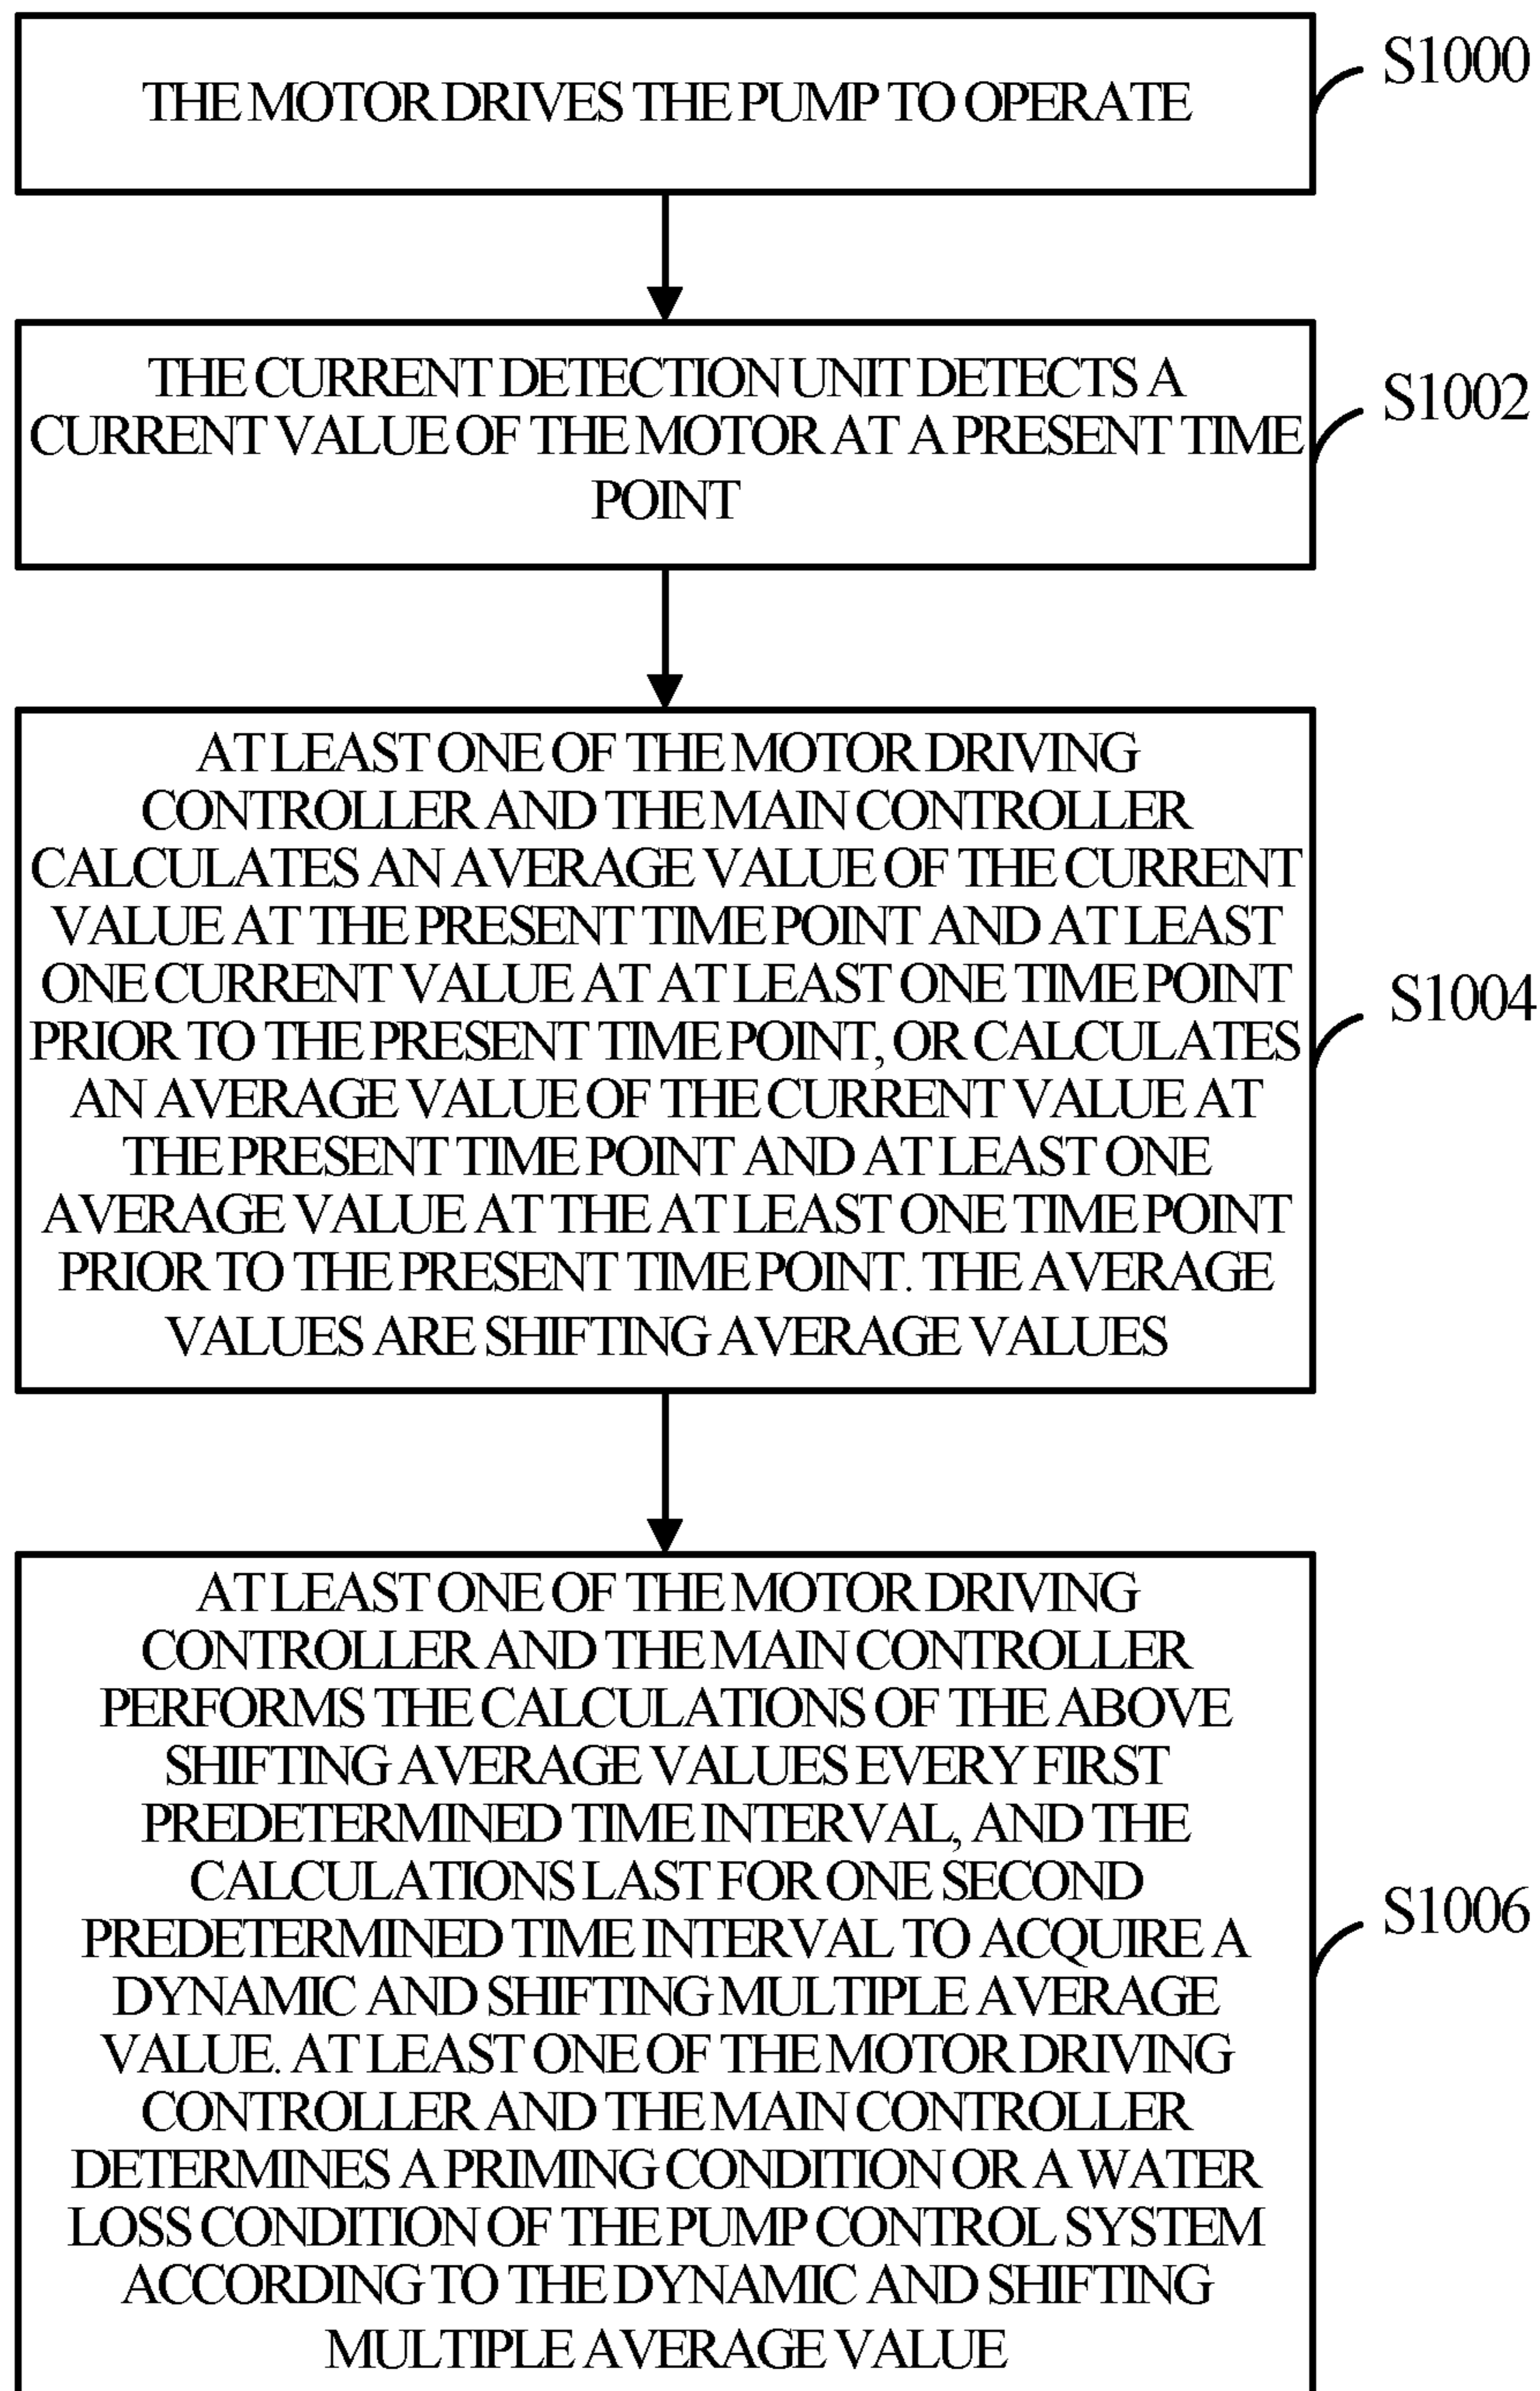 THE MOTOR DRIVES THE PUMP TO OPERATE
S1000
THE CURRENT DETECTION UNIT DETECTS A
CURRENT VALUE OF THE MOTOR AT A PRESENT TIME
POINT
S1002
AT LEAST ONE OF THE MOTOR DRIVING
CONTROLLER AND THE MAIN CONTROLLER
CALCULATES AN AVERAGE VALUE OF THE CURRENT
VALUE AT THE PRESENT TIME POINT AND AT LEAST
ONE CURRENT VALUE AT AT LEAST ONE TIME POINT
PRIOR TO THE PRESENT TIME POINT, OR CALCULATES
AN AVERAGE VALUE OF THE CURRENT VALUE AT
THE PRESENT TIME POINT AND AT LEAST ONE
AVERAGE VALUE AT THE AT LEAST ONE TIME POINT
PRIOR TO THE PRESENT TIME POINT. THE AVERAGE
VALUES ARE SHIFTING AVERAGE VALUES
S1004
AT LEAST ONE OF THE MOTOR DRIVING
CONTROLLER AND THE MAIN CONTROLLER
PERFORMS THE CALCULATIONS OF THE ABOVE
SHIFTING AVERAGE VALUES EVERY FIRST
PREDETERMINED TIME INTERVAL, AND THE
CALCULATIONS LAST FOR ONE SECOND
PREDETERMINED TIME INTERVAL TO ACQUIRE A
DYNAMIC AND SHIFTING MULTIPLE AVERAGE
VALUE. AT LEAST ONE OF THE MOTOR DRIVING
CONTROLLER AND THE MAIN CONTROLLER
DETERMINES A PRIMING CONDITION OR A WATER
LOSS CONDITION OF THE PUMP CONTROL SYSTEM
ACCORDING TO THE DYNAMIC AND SHIFTING
MULTIPLE AVERAGE VALUE
S1006